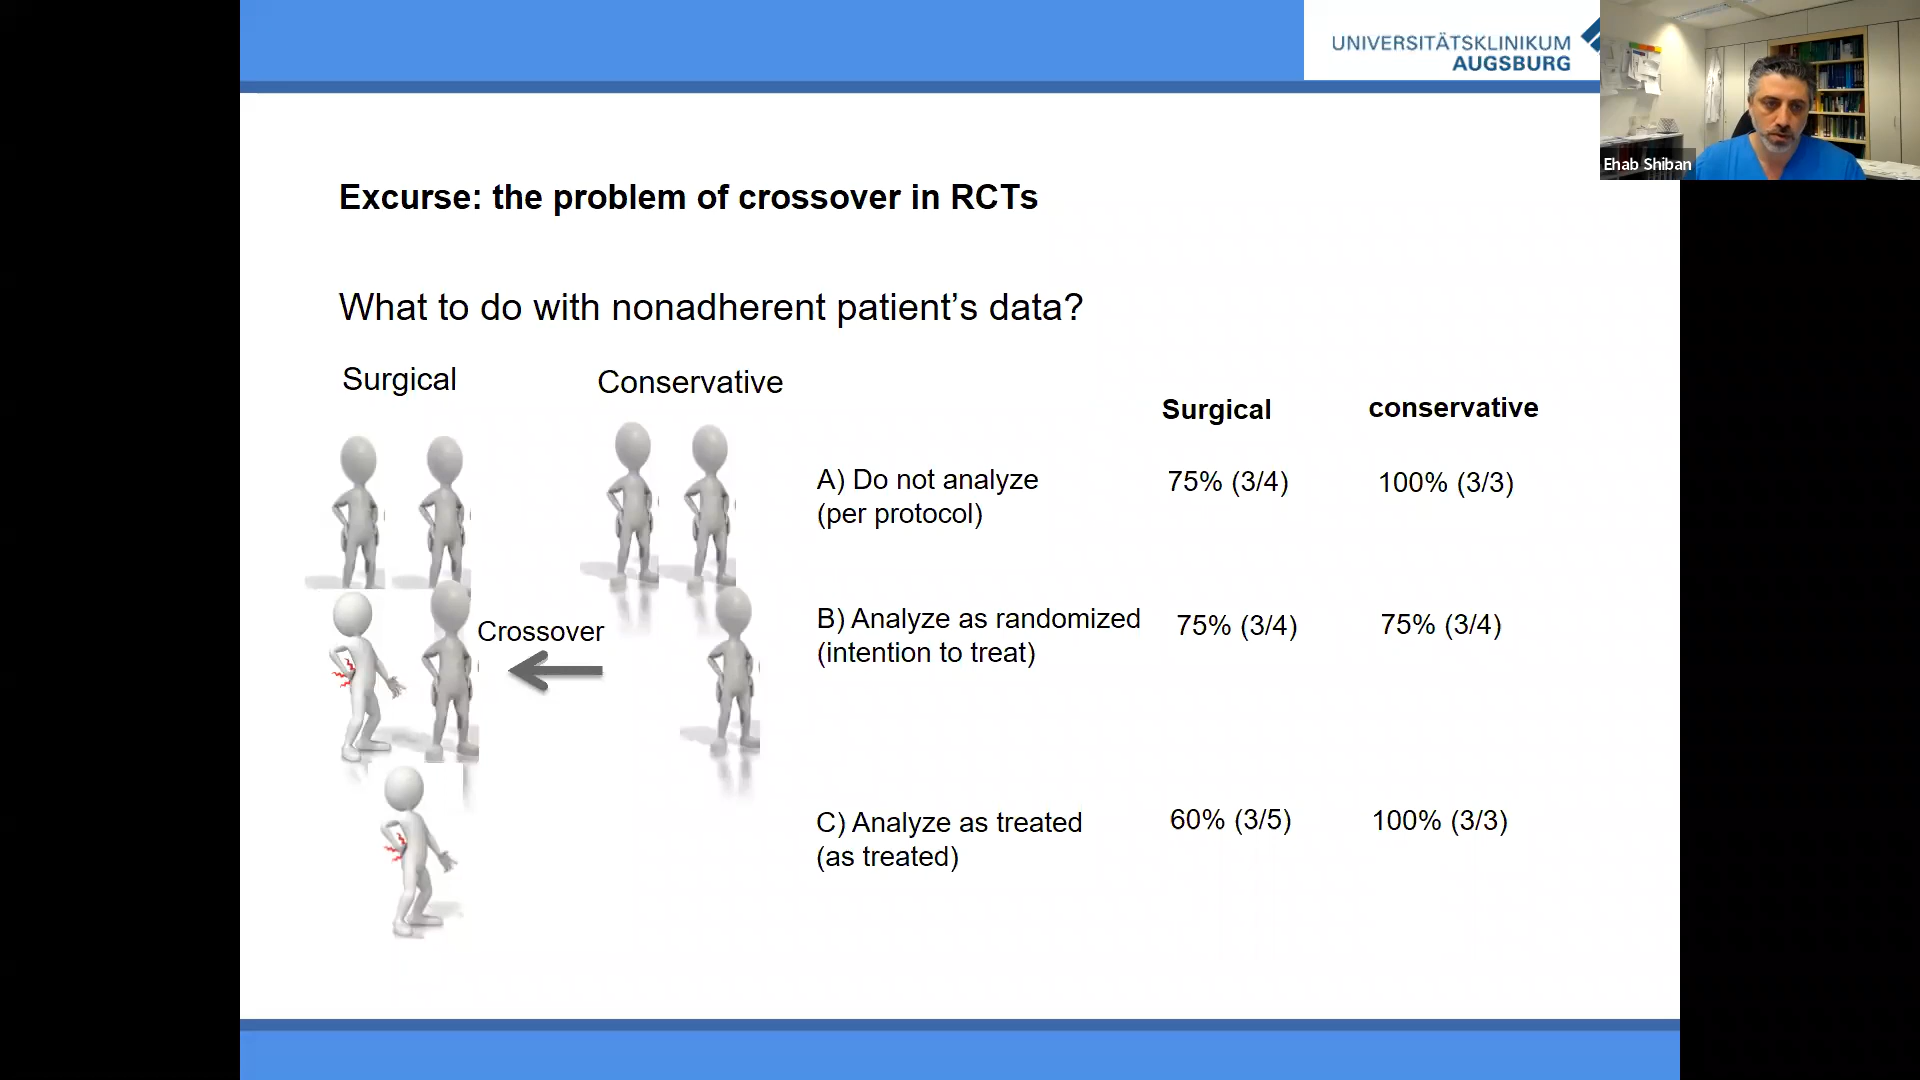 UNIVERSITÄTSKLINIKUM
AUGSBURG
Ehab Shiban
Excurse: the problem of crossover in RCTs
What to do with nonadherent patient’s data?
Surgical
Conservative
Crossover
Surgical conservative
A) Do not analyze 75% (3/4) 100% (3/3)
(per protocol)
B) Analyze as randomized 75% (3/4) 75% (3/4)
(intention to treat)
C) Analyze as treated 60% (3/5) 100% (3/3)
(as treated)